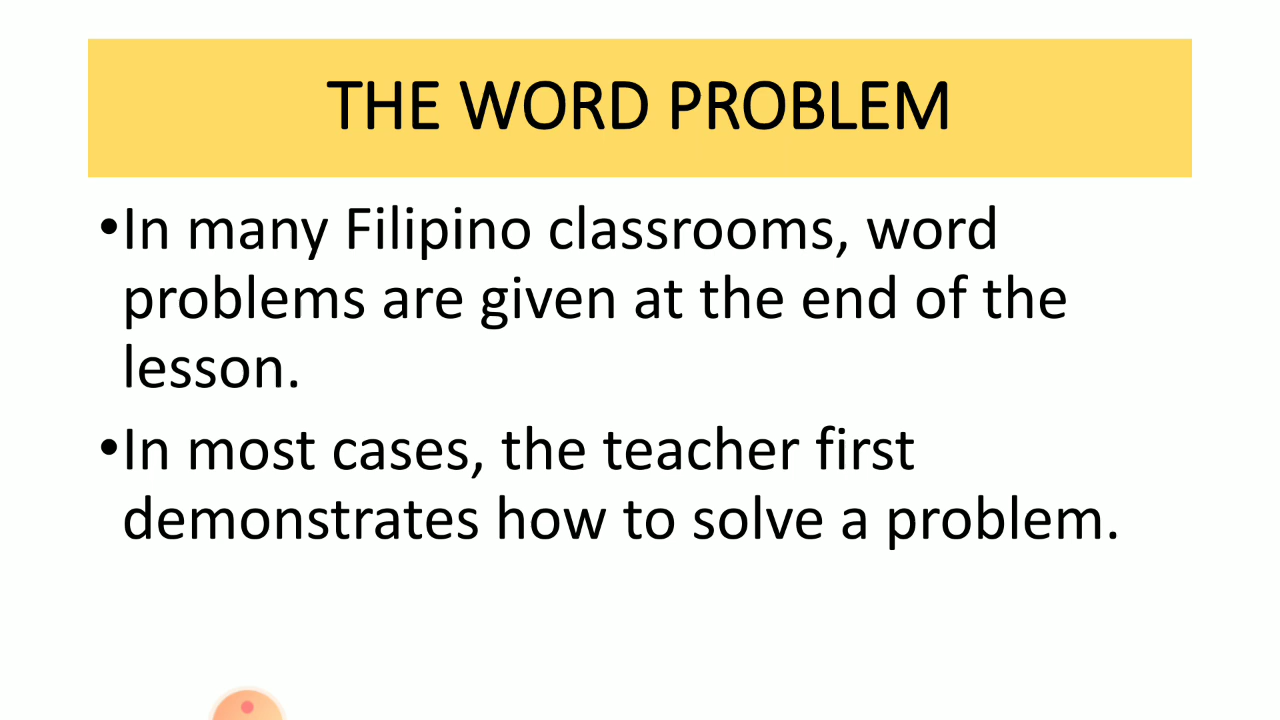 THE WORD PROBLEM
•In many Filipino classrooms, word
problems are given at the end of the
lesson.
•In most cases, the teacher first
demonstrates how to solve a problem.